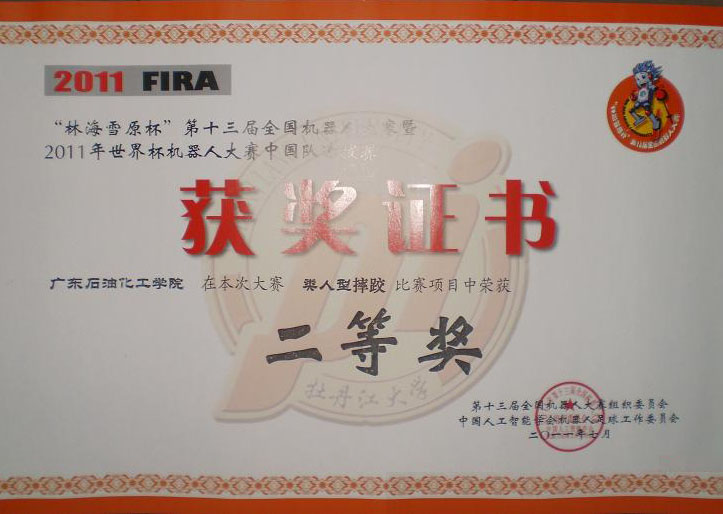 2011 FIRA
“林海雪原杯”第十三届全国机器人大赛暨
2011年世界杯机器人大赛中国队选拔赛
获奖证书
广东石油化工学院 在本次大赛 类人型摔跤 比赛项目中荣获
二等奖
牡丹江大
第十三届全国机器人大赛组织委员会
中国人工智能学会机器人足球工作委员会
二〇一一年七月